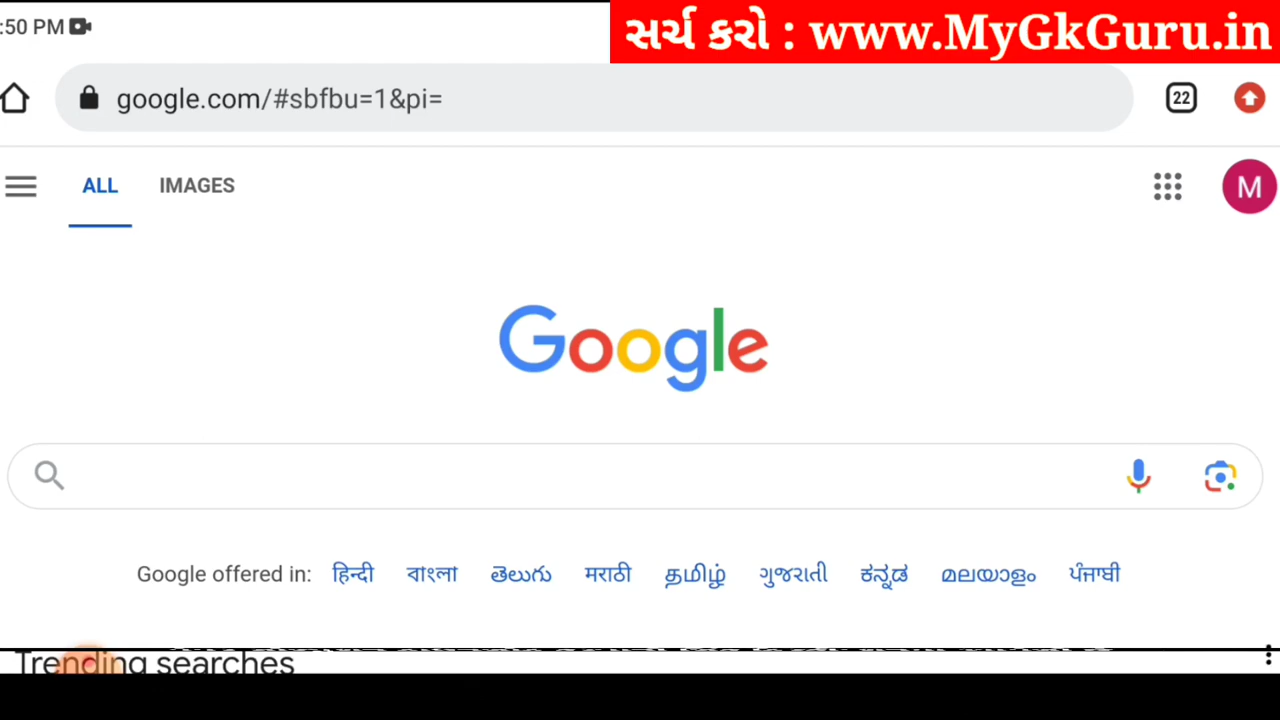 :50 PM
સર્ચ કરો : www.MyGkGuru.in
google.com/#sbfbu=1&pi=
22
ALL IMAGES
M
Google
Google offered in: हिन्दी বাংলা తెలుగు मराठी தமிழ் ગુજરાતી ಕನ್ನಡ മലയാളം ਪੰਜਾਬੀ
Trending searches